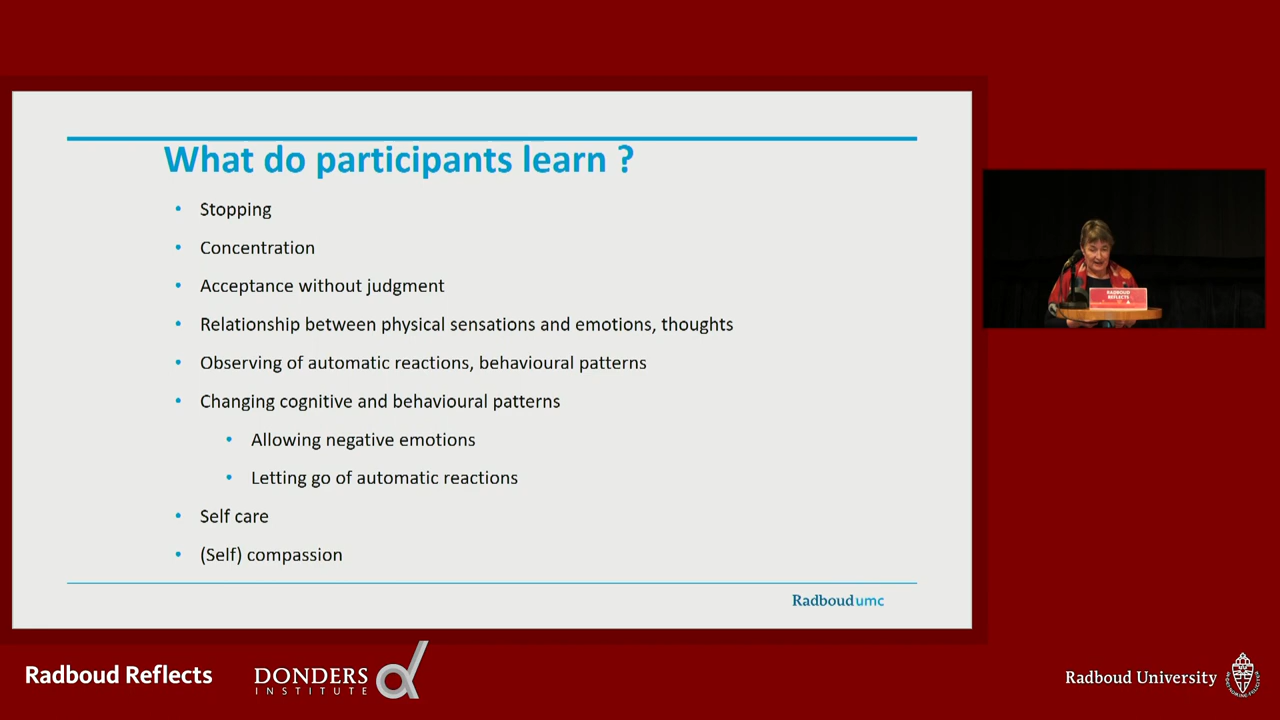 What do participants learn ?
• Stopping
• Concentration
• Acceptance without judgment
• Relationship between physical sensations and emotions, thoughts
• Observing of automatic reactions, behavioural patterns
• Changing cognitive and behavioural patterns
• Allowing negative emotions
• Letting go of automatic reactions
• Self care
• (Self) compassion
Radboudumc
RADBOUD
REFLECTS
Radboud Reflects
DONDERS
INSTITUTE
Radboud University